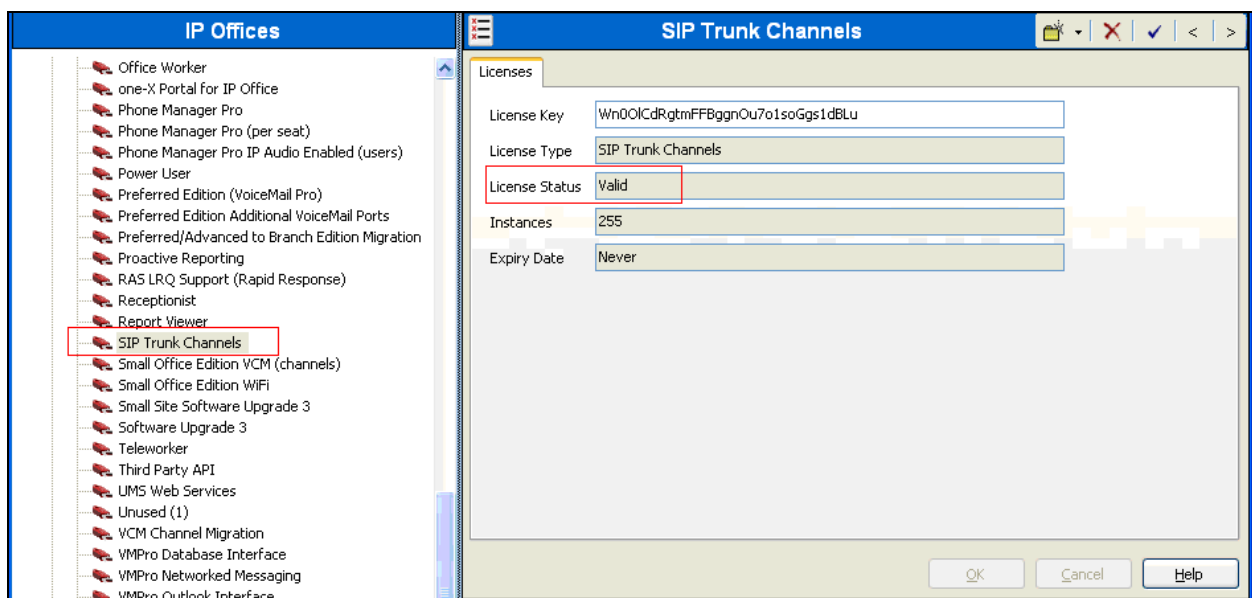 IP Offices
Office Worker
one-X Portal for IP Office
Phone Manager Pro
Phone Manager Pro (per seat)
Phone Manager Pro IP Audio Enabled (users)
Power User
Preferred Edition (VoiceMail Pro)
Preferred Edition Additional VoiceMail Ports
Preferred/Advanced to Branch Edition Migration
Proactive Reporting
RAS LRQ Support (Rapid Response)
Receptionist
Report Viewer
SIP Trunk Channels
Small Office Edition VCM (channels)
Small Office Edition WiFi
Small Site Software Upgrade 3
Software Upgrade 3
Teleworker
Third Party API
UMS Web Services
Unused (1)
VCM Channel Migration
VMPro Database Interface
VMPro Networked Messaging
VMPro Outlook Interface
SIP Trunk Channels
Licenses
License Key Wn0OlCdRgtmFFBggnOu7o1soGgs1dBLu
License Type SIP Trunk Channels
License Status Valid
Instances 255
Expiry Date Never
OK Cancel Help